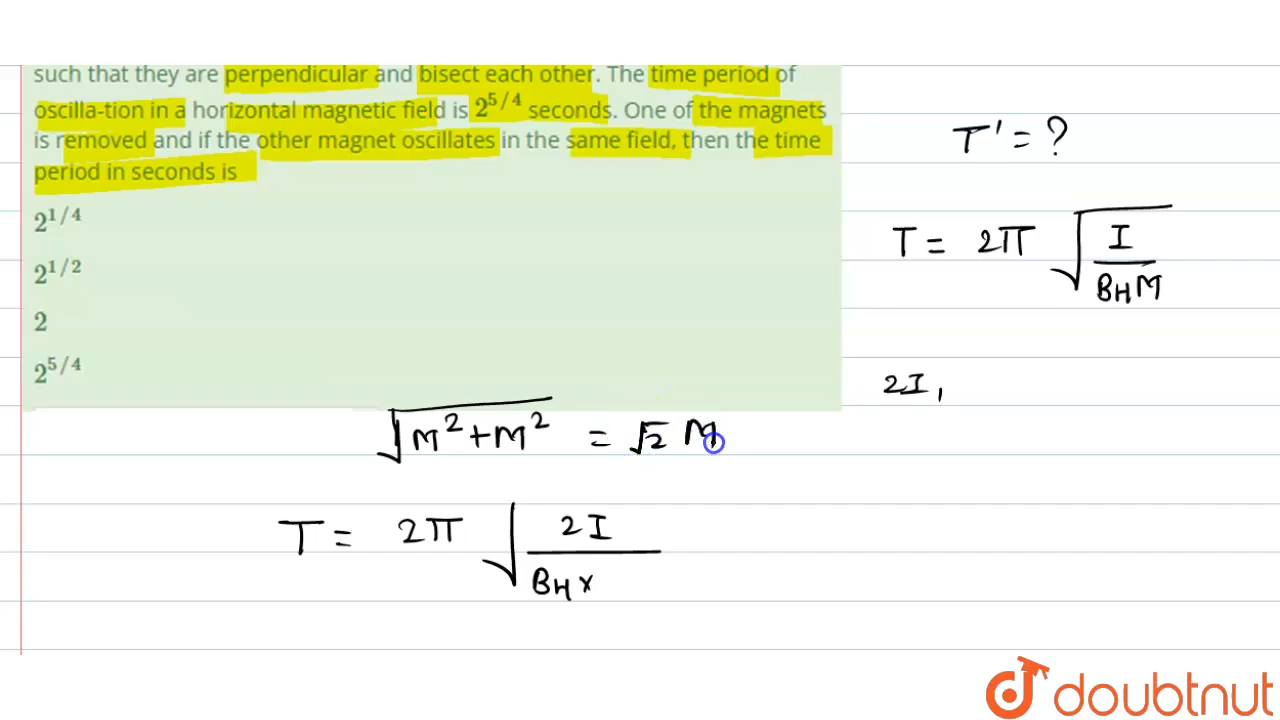 such that they are perpendicular and bisect each other. The time period of
oscilla-tion in a horizontal magnetic field is 2^{5/4} seconds. One of the magnets
is removed and if the other magnet oscillates in the same field, then the time
period in seconds is
2^{1/4}
2^{1/2}
2
2^{5/4}
T' = ?
T = 2π √(I / B_H M)
2I,
√(M² + M²) = √2 M
T = 2π √(2I / B_H ×
doubtnut